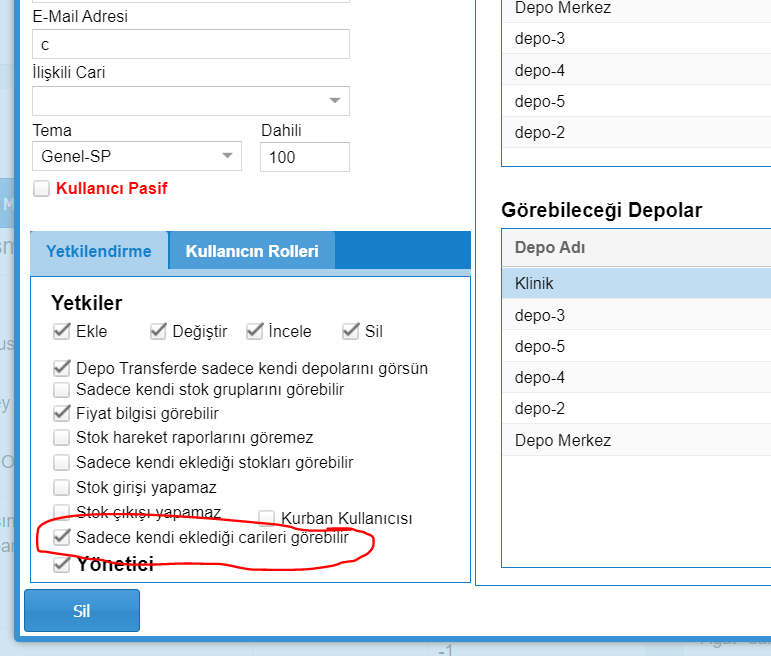 E-Mail Adresi
c
İlişkili Cari
Tema
Dahili
Genel-SP
100
Kullanıcı Pasif
Yetkilendirme
Kullanıcın Rolleri
Yetkiler
Ekle
Değiştir
İncele
Sil
Depo Transferde sadece kendi depolarını görsün
Sadece kendi stok gruplarını görebilir
Fiyat bilgisi görebilir
Stok hareket raporlarını göremez
Sadece kendi eklediği stokları görebilir
Stok girişi yapamaz
Stok çıkışı yapamaz
Kurban Kullanıcısı
Sadece kendi eklediği carileri görebilir
Yönetici
Sil
Depo Merkez
depo-3
depo-4
depo-5
depo-2
Görebileceği Depolar
Depo Adı
Klinik
depo-3
depo-5
depo-4
depo-2
Depo Merkez
-1